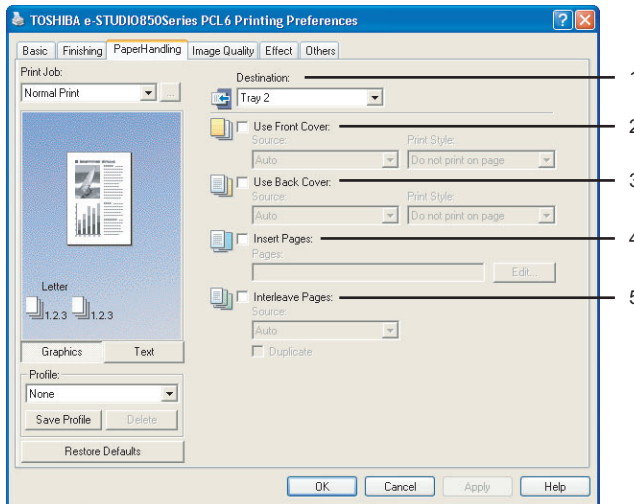 TOSHIBA e-STUDIO850Series PCL6 Printing Preferences
Basic Finishing PaperHandling Image Quality Effect Others
Print Job:
Normal Print ...
Letter
1.2.3 1.2.3
Graphics Text
Profile:
None
Save Profile Delete
Restore Defaults
Destination: 1
Tray 2
Use Front Cover: 2
Source: Print Style:
Auto Do not print on page
Use Back Cover: 3
Source: Print Style:
Auto Do not print on page
Insert Pages: 4
Pages:
Edit...
Interleave Pages: 5
Source:
Auto
Duplicate
OK Cancel Apply Help